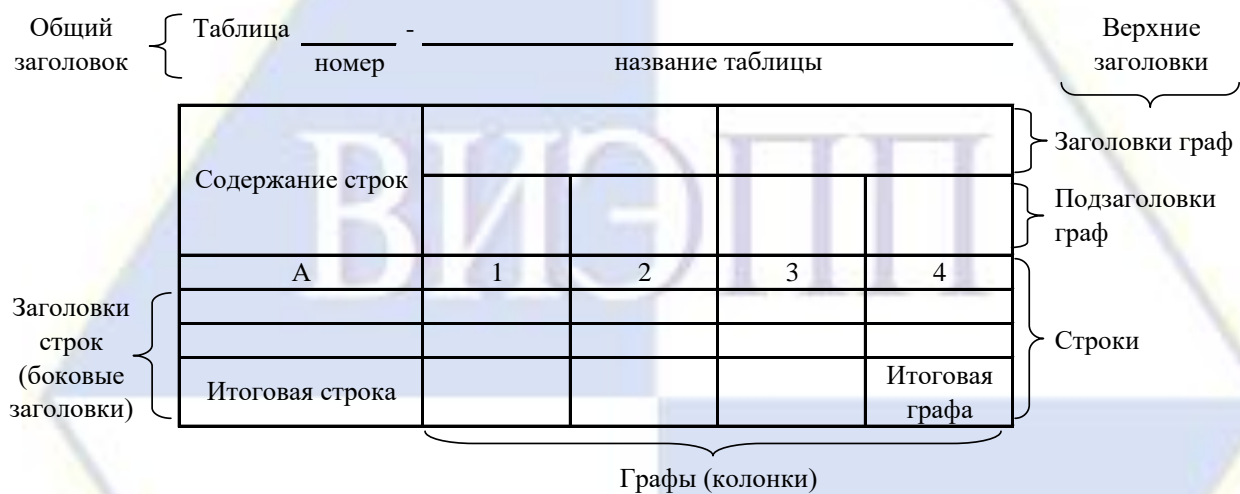 Общий
заголовок
Таблица -
номер
название таблицы
Верхние
заголовки
Содержание строк
Заголовки граф
Подзаголовки
граф
ВИЭПП
А 1 2 3 4
Заголовки
строк
(боковые
заголовки)
Строки
Итоговая строка
Итоговая
графа
Графы (колонки)